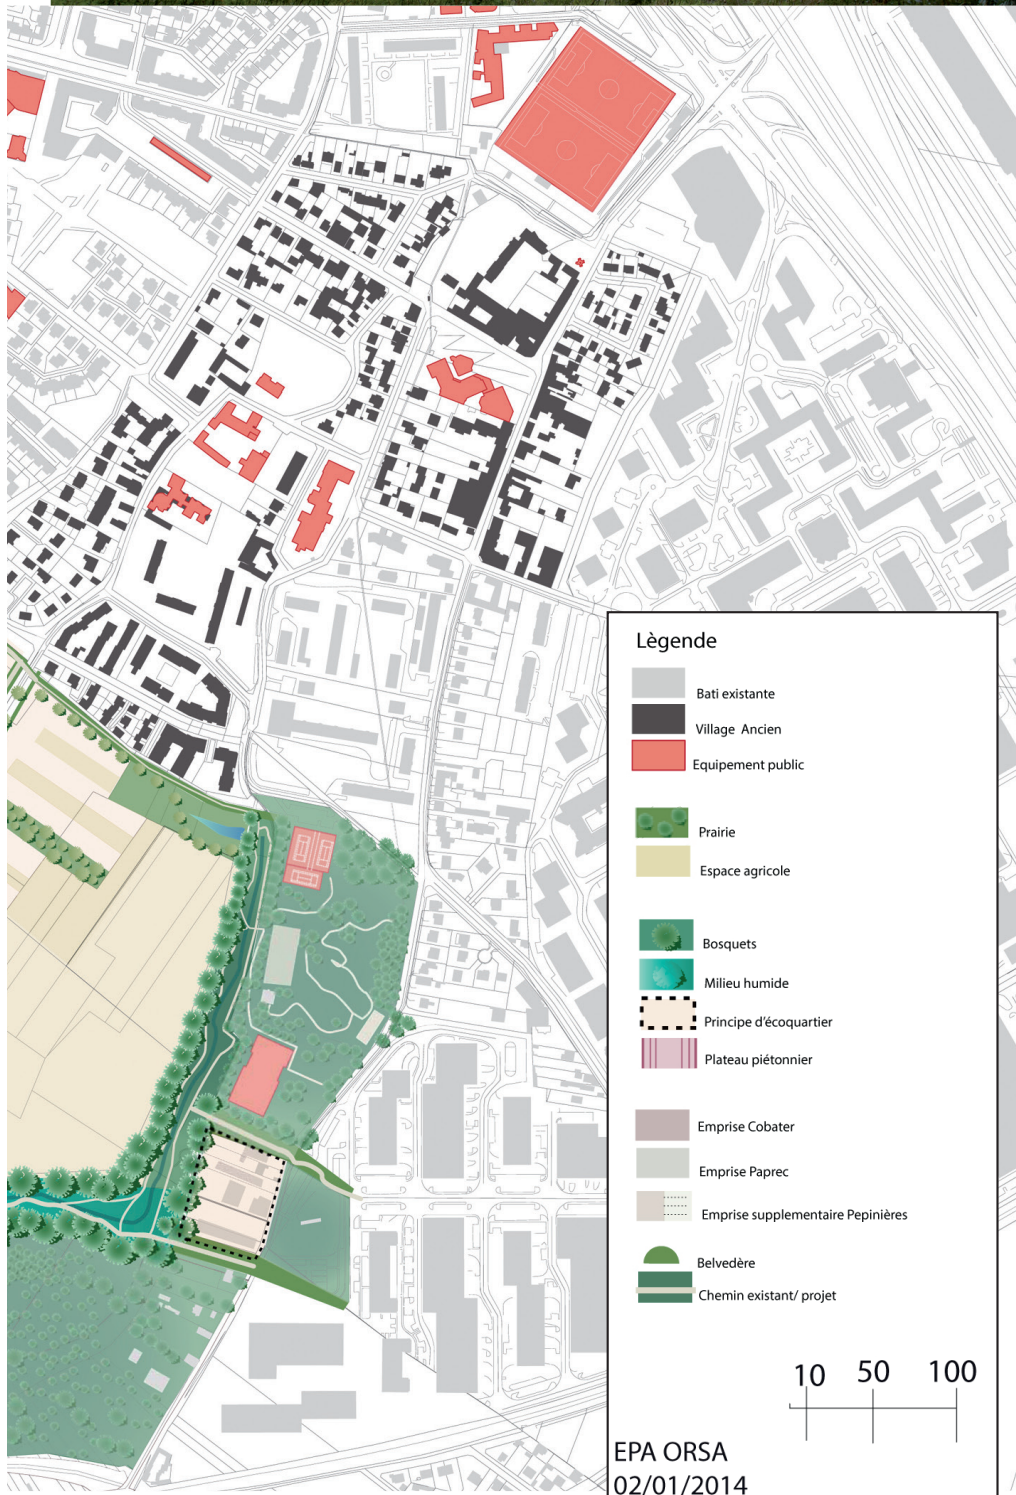 Lègende
Bati existante
Village Ancien
Equipement public
Prairie
Espace agricole
Bosquets
Milieu humide
Principe d'écoquartier
Plateau piétonnier
Emprise Cobater
Emprise Paprec
Emprise supplementaire Pepinières
Belvedère
Chemin existant/ projet
10 50 100
EPA ORSA
02/01/2014